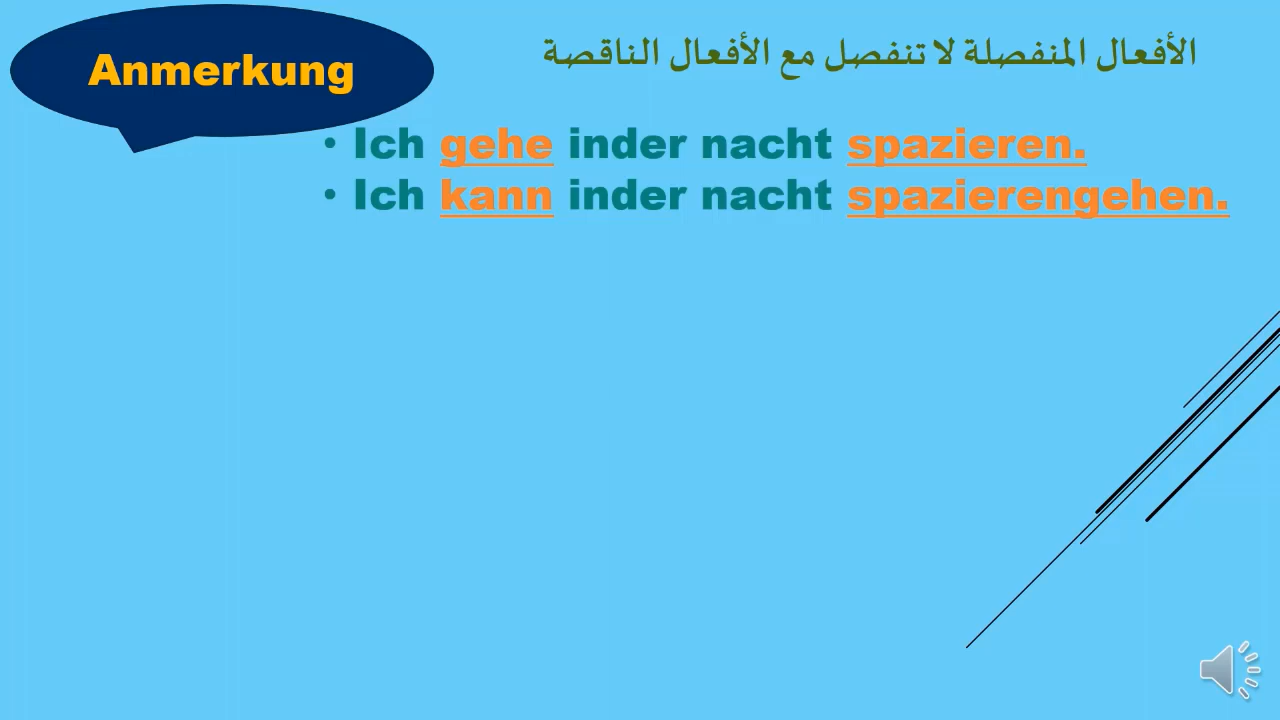 Anmerkung
الأفعال المنفصلة لا تنفصل مع الأفعال الناقصة
• Ich gehe inder nacht spazieren.
• Ich kann inder nacht spazierengehen.